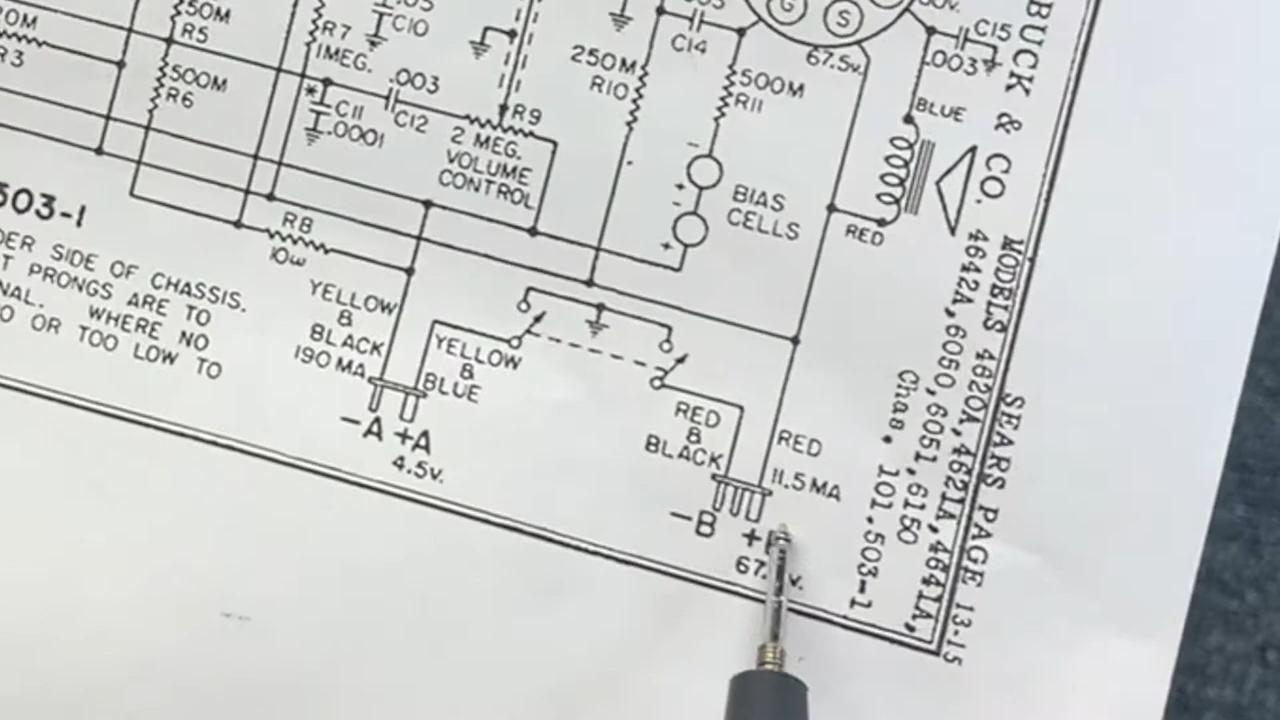 50M
R5
R3
500M
R6
R7
1MEG.
C10
*
C11
.0001
.003
C12
R9
2 MEG.
VOLUME
CONTROL
250M
R10
C14
500M
R11
G
S
67.5v.
C15
.003
BLUE
RED
-
+
-
+
BIAS
CELLS
503-1
R8
10ω
DER SIDE OF CHASSIS.
T PRONGS ARE TO
NAL. WHERE NO
O OR TOO LOW TO
YELLOW
&
BLACK
190 MA.
YELLOW
&
BLUE
-A +A
4.5v.
RED
&
BLACK
RED
11.5 MA
-B
+
67. v.
BUCK & CO. MODELS 4620A, 4621A, 4641A,
4642A, 6050, 6051, 6150
Chas. 101.503-1
SEARS PAGE 13-15